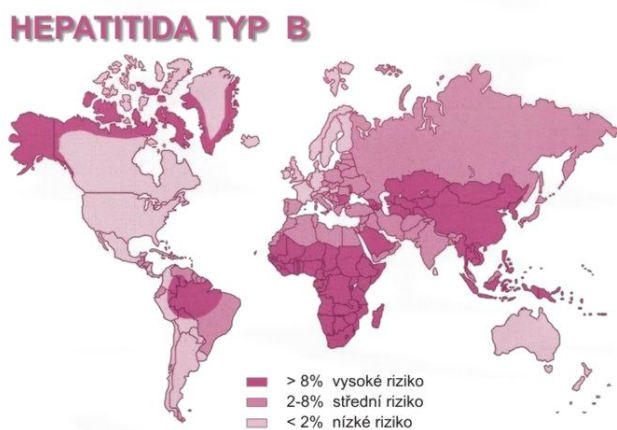 HEPATITIDA TYP B
> 8% vysoké riziko
2-8% střední riziko
< 2% nízké riziko